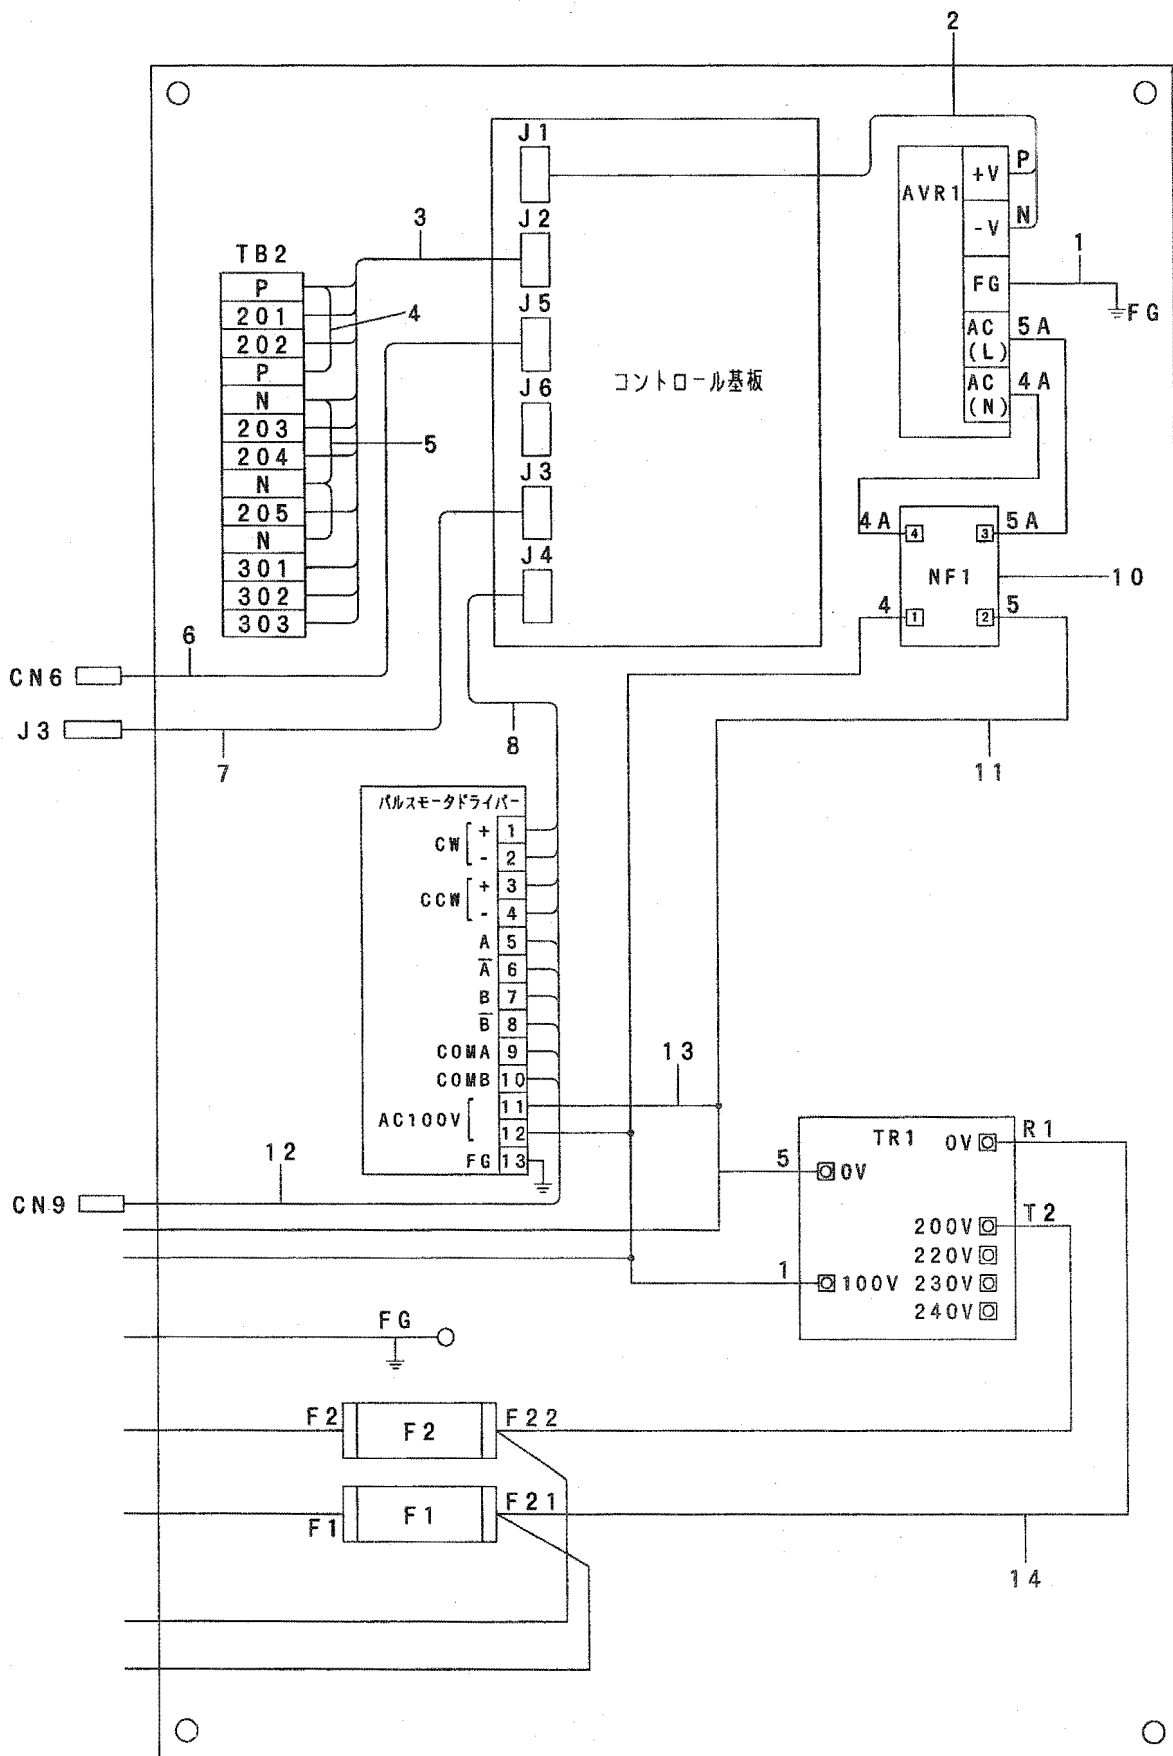 2
J1
+V P
AVR1
-V N
J2
3
1
TB2
P
FG
FG
201
4
AC
(L)
5A
202
J5
P
コントロール基板
AC
(N)
4A
N
J6
203
5
204
N
J3
205
4A 4 3 5A
N
J4
301
NF1
10
302
4 1 2 5
303
6
CN6
J3
8
7
11
パルスモータドライバー
CW + 1
- 2
CCW + 3
- 4
A 5
A̅ 6
B 7
B̅ 8
COMA 9
13
COMB 10
AC100V 11
12
FG 13
TR1
0V R1
5 0V
12
CN9
200V T2
220V
1 100V 230V
240V
FG
F2 F2 F22
F1 F1 F21
14